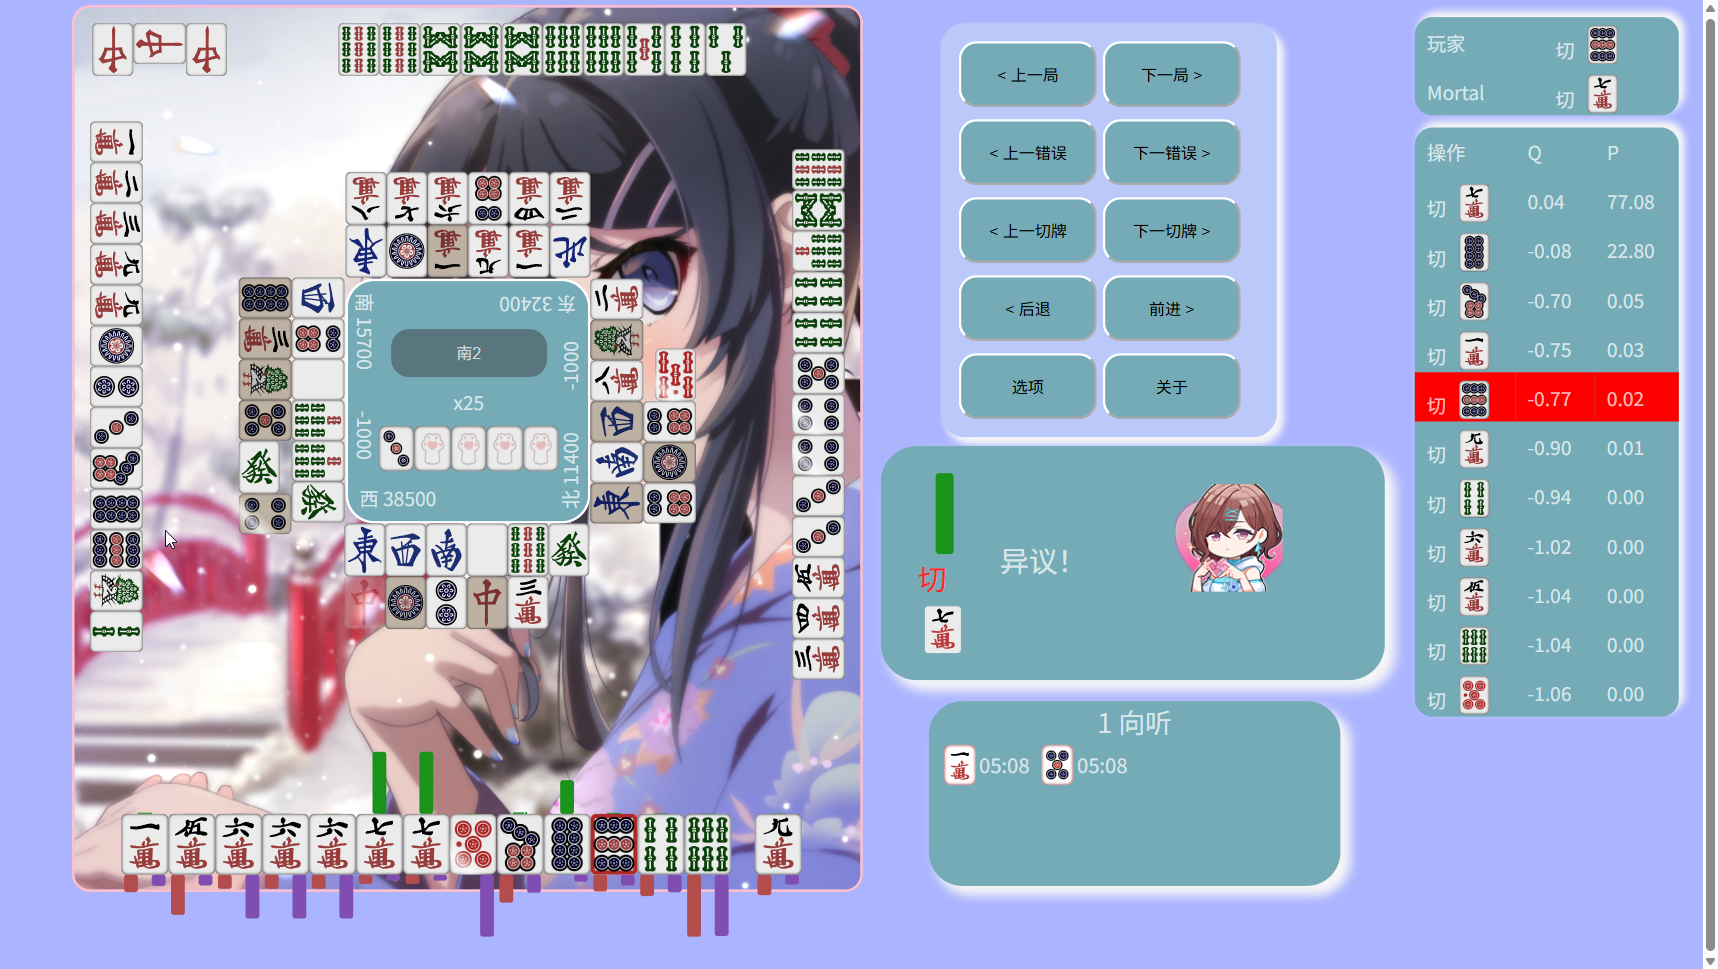 < 上一局
下一局 >
< 上一错误
下一错误 >
< 上一切牌
下一切牌 >
< 后退
前进 >
选项
关于
东 32400
南 15700
南2
-1000
x25
-1000
西 38500
北 11400
切
异议！
1 向听
05:08
05:08
玩家 切
Mortal 切
操作 Q P
切 0.04 77.08
切 -0.08 22.80
切 -0.70 0.05
切 -0.75 0.03
切 -0.77 0.02
切 -0.90 0.01
切 -0.94 0.00
切 -1.02 0.00
切 -1.04 0.00
切 -1.04 0.00
切 -1.06 0.00